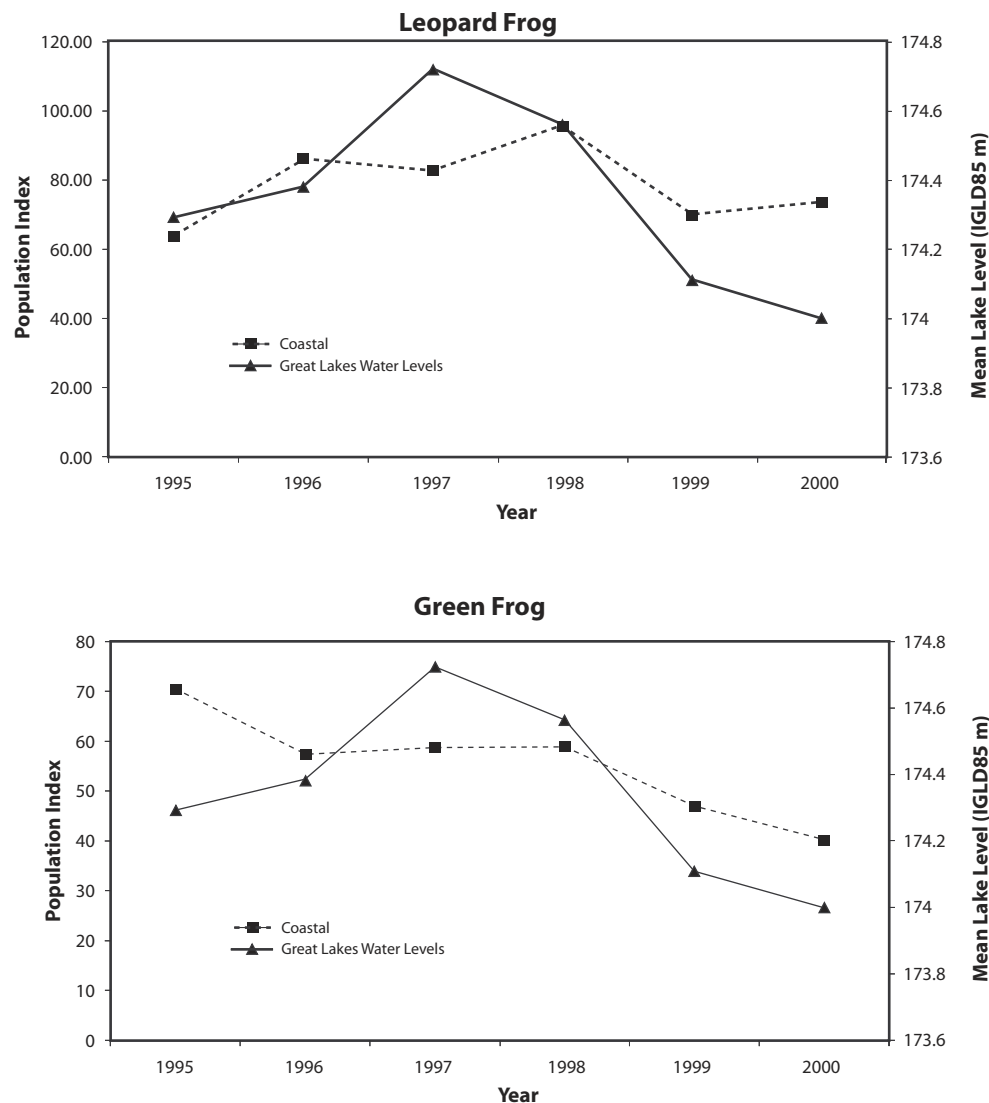 Leopard Frog
120.00
100.00
80.00
60.00
40.00
20.00
0.00
Population Index
174.8
174.6
174.4
174.2
174
173.8
173.6
Mean Lake Level (IGLD85 m)
Coastal
Great Lakes Water Levels
1995 1996 1997 1998 1999 2000
Year
Green Frog
80
70
60
50
40
30
20
10
0
Population Index
174.8
174.6
174.4
174.2
174
173.8
173.6
Mean Lake Level (IGLD85 m)
Coastal
Great Lakes Water Levels
1995 1996 1997 1998 1999 2000
Year